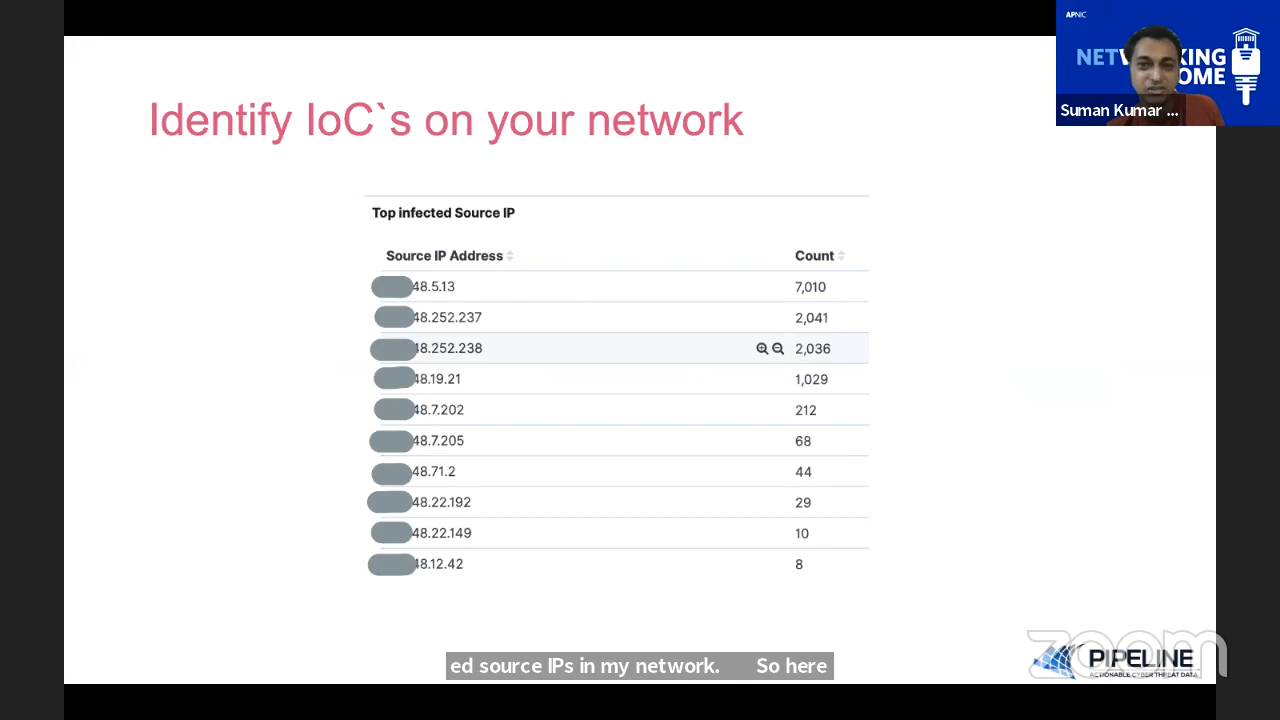 APNIC
NET KING
OME
Suman Kumar ...
Identify IoC`s on your network
Top infected Source IP
Source IP Address Count
48.5.13 7,010
48.252.237 2,041
48.252.238 2,036
48.19.21 1,029
48.7.202 212
48.7.205 68
48.71.2 44
48.22.192 29
48.22.149 10
48.12.42 8
ed source IPs in my network. So here
zoom
PIPELINE
ACTIONABLE CYBER THREAT DATA